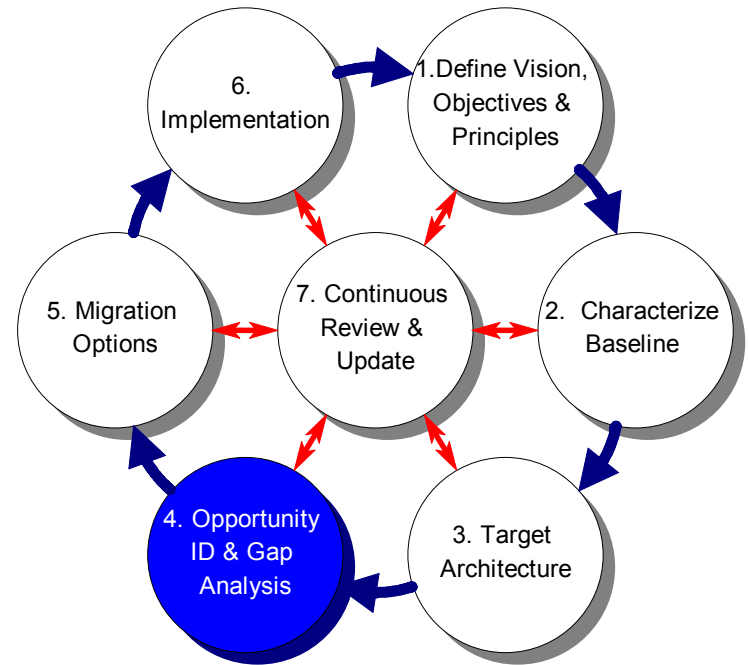 1.Define Vision,
Objectives &
Principles
2. Characterize
Baseline
3. Target
Architecture
4. Opportunity
ID & Gap
Analysis
5. Migration
Options
6.
Implementation
7. Continuous
Review &
Update